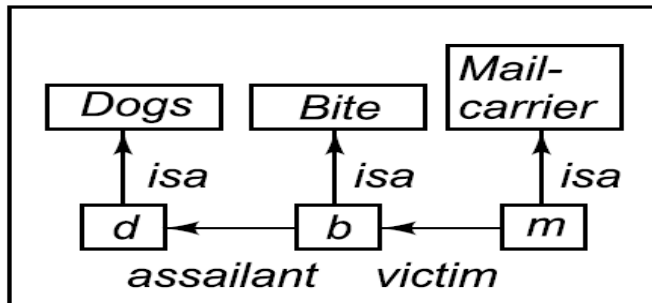 Dogs
Bite
Mail-
carrier
isa
isa
isa
d
b
m
assailant
victim